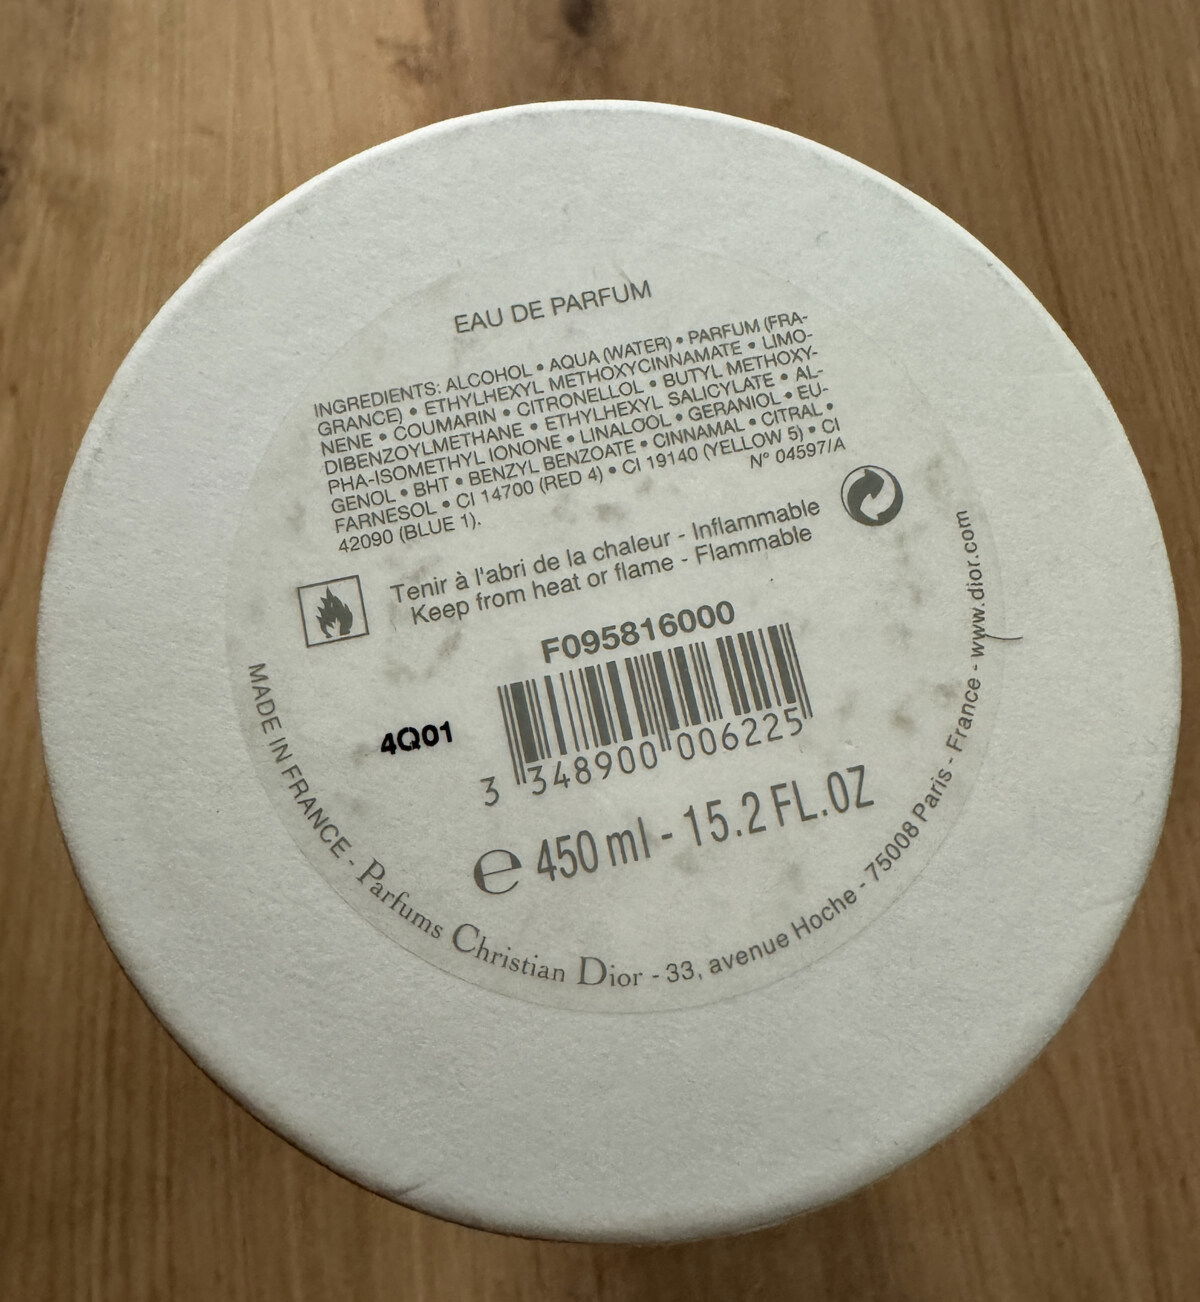 EAU DE PARFUM
INGREDIENTS: ALCOHOL • AQUA (WATER) • PARFUM (FRA-
GRANCE) • ETHYLHEXYL METHOXYCINNAMATE • LIMO-
NENE • COUMARIN • CITRONELLOL • BUTYL METHOXY-
DIBENZOYLMETHANE • ETHYLHEXYL SALICYLATE • AL-
PHA-ISOMETHYL IONONE • LINALOOL • GERANIOL • EU-
GENOL • BHT • BENZYL BENZOATE • CINNAMAL • CITRAL •
FARNESOL • CI 14700 (RED 4) • CI 19140 (YELLOW 5) • CI
42090 (BLUE 1).
N° 04597/A
Tenir à l'abri de la chaleur - Inflammable
Keep from heat or flame - Flammable
F095816000
4Q01
3 348900 006225
e 450 ml - 15.2 FL.OZ
MADE IN FRANCE - Parfums Christian Dior - 33, avenue Hoche - 75008 Paris - France - www.dior.com